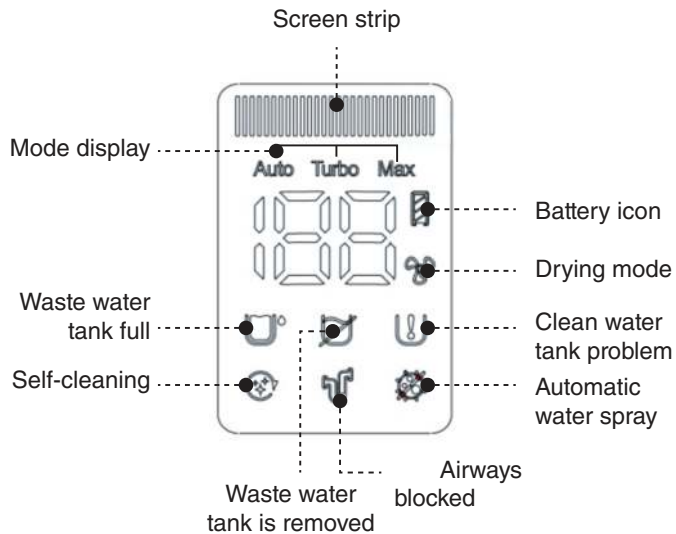 Screen strip
Mode display
Auto Turbo Max
188
Battery icon
Drying mode
Waste water
tank full
Clean water
tank problem
Self-cleaning
Automatic
water spray
Airways
blocked
Waste water
tank is removed